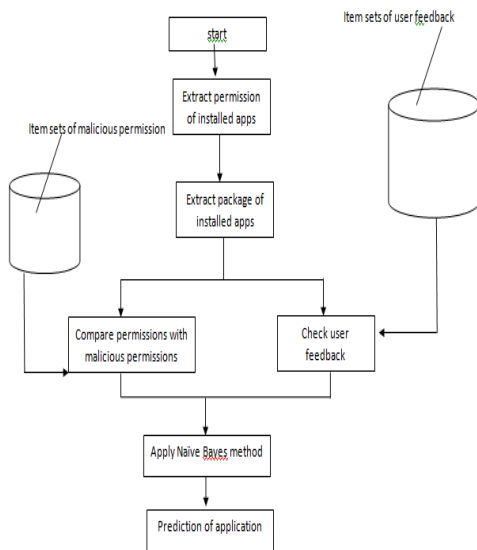 Item sets of user feedback
start
Extract permission
of installed apps
Item sets of malicious permission
Extract package of
installed apps
Compare permissions with
malicious permissions
Check user
feedback
Apply Naïve Bayes method
Prediction of application